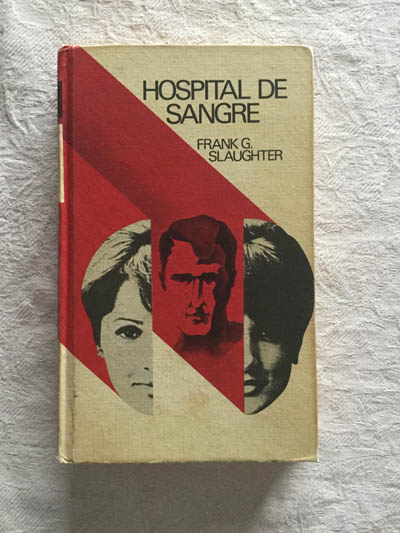 HOSPITAL DE
SANGRE
FRANK G.
SLAUGHTER